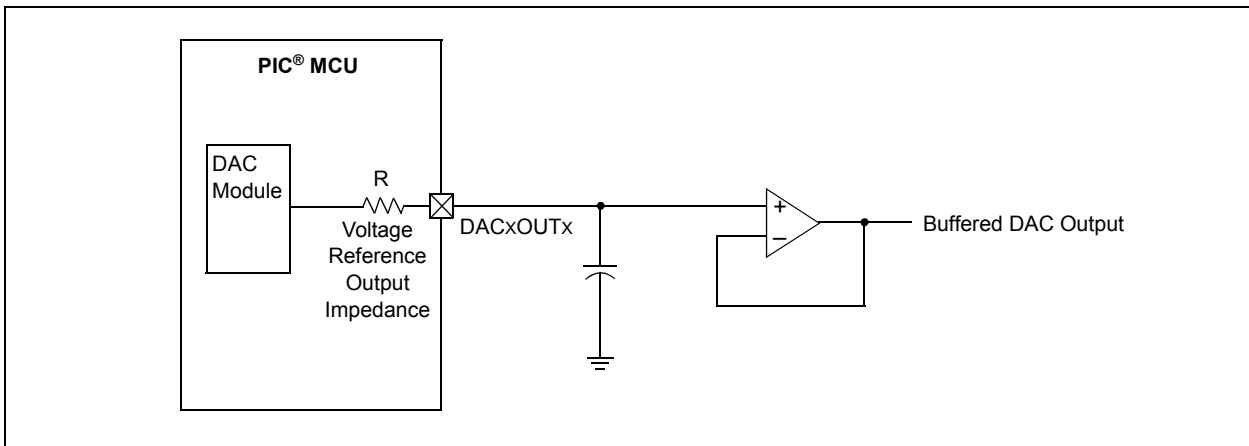 PIC® MCU
DAC
Module
R
Voltage
Reference
Output
Impedance
DACxOUTx
+
–
Buffered DAC Output